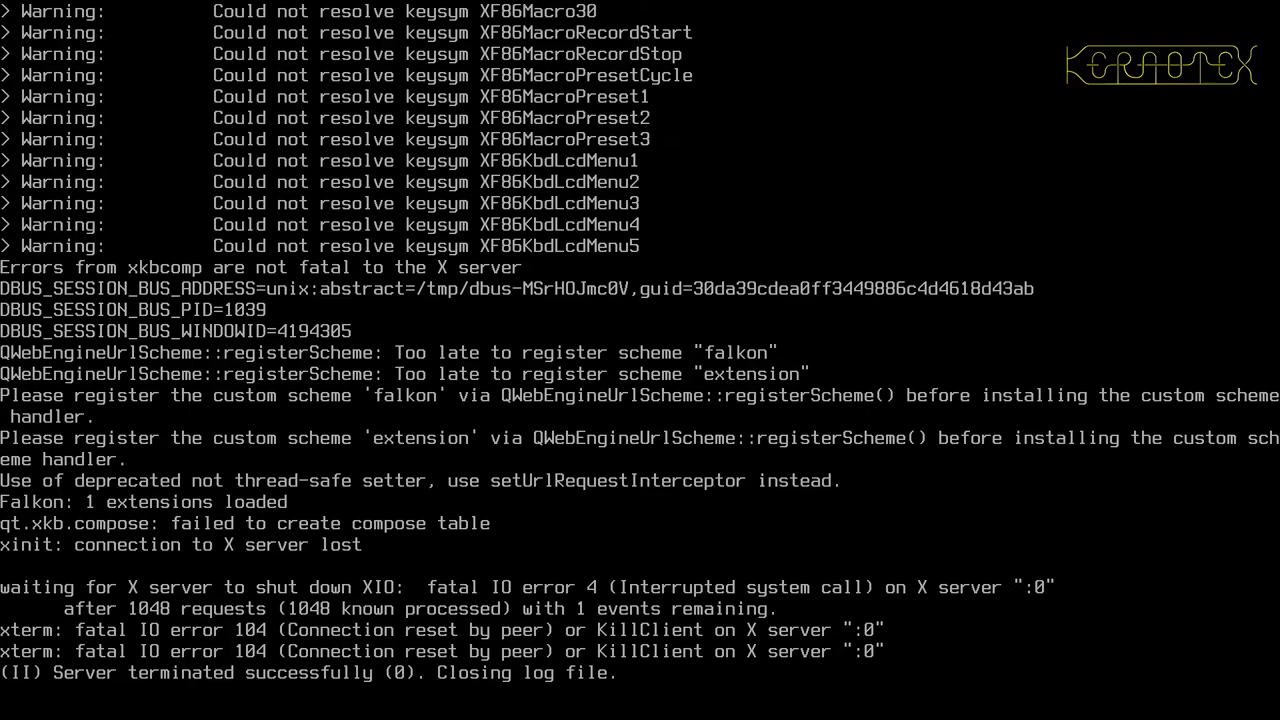 > Warning:          Could not resolve keysym XF86Macro30
> Warning:          Could not resolve keysym XF86MacroRecordStart
> Warning:          Could not resolve keysym XF86MacroRecordStop
> Warning:          Could not resolve keysym XF86MacroPresetCycle
> Warning:          Could not resolve keysym XF86MacroPreset1
> Warning:          Could not resolve keysym XF86MacroPreset2
> Warning:          Could not resolve keysym XF86MacroPreset3
> Warning:          Could not resolve keysym XF86KbdLcdMenu1
> Warning:          Could not resolve keysym XF86KbdLcdMenu2
> Warning:          Could not resolve keysym XF86KbdLcdMenu3
> Warning:          Could not resolve keysym XF86KbdLcdMenu4
> Warning:          Could not resolve keysym XF86KbdLcdMenu5
Errors from xkbcomp are not fatal to the X server
DBUS_SESSION_BUS_ADDRESS=unix:abstract=/tmp/dbus-MSrHOJmc0V,guid=30da39cdea0ff3449886c4d4618d43ab
DBUS_SESSION_BUS_PID=1039
DBUS_SESSION_BUS_WINDOWID=4194305
QWebEngineUrlScheme::registerScheme: Too late to register scheme "falkon"
QWebEngineUrlScheme::registerScheme: Too late to register scheme "extension"
Please register the custom scheme 'falkon' via QWebEngineUrlScheme::registerScheme() before installing the custom scheme
 handler.
Please register the custom scheme 'extension' via QWebEngineUrlScheme::registerScheme() before installing the custom sch
eme handler.
Use of deprecated not thread-safe setter, use setUrlRequestInterceptor instead.
Falkon: 1 extensions loaded
qt.xkb.compose: failed to create compose table
xinit: connection to X server lost

waiting for X server to shut down XIO:  fatal IO error 4 (Interrupted system call) on X server ":0"
      after 1048 requests (1048 known processed) with 1 events remaining.
xterm: fatal IO error 104 (Connection reset by peer) or KillClient on X server ":0"
xterm: fatal IO error 104 (Connection reset by peer) or KillClient on X server ":0"
(II) Server terminated successfully (0). Closing log file.